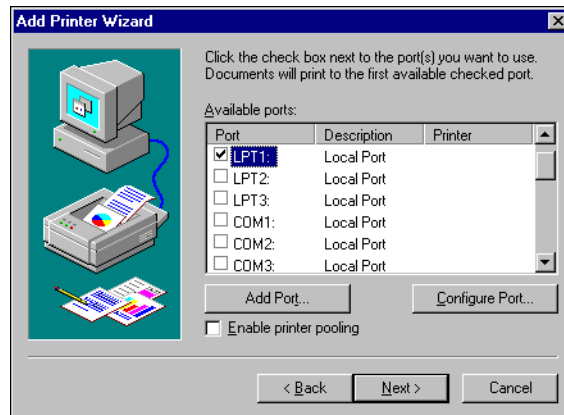 Add Printer Wizard
Click the check box next to the port(s) you want to use.
Documents will print to the first available checked port.
Available ports:
Port Description Printer
LPT1: Local Port
LPT2: Local Port
LPT3: Local Port
COM1: Local Port
COM2: Local Port
COM3: Local Port
Add Port... Configure Port...
Enable printer pooling
< Back Next > Cancel